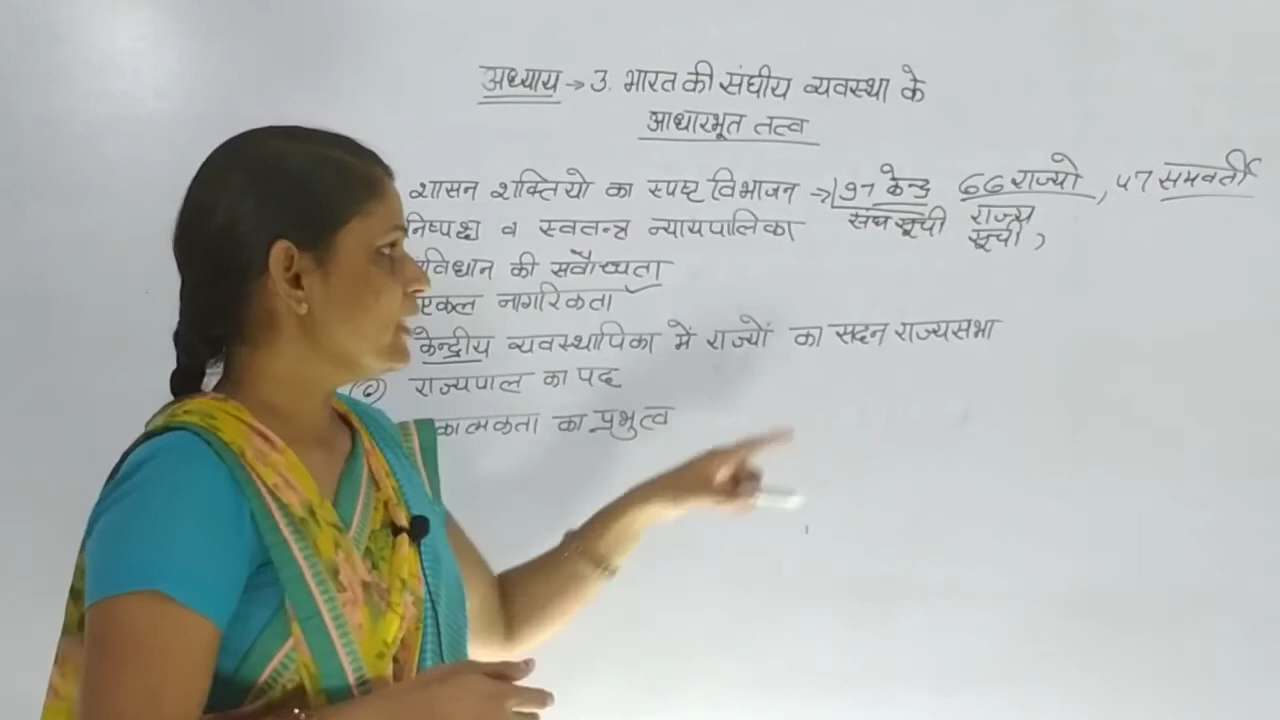 अध्याय → 3. भारत की संघीय व्यवस्था के
आधारभूत तत्व
शासन शक्तियो का स्पष्ट विभाजन → 97 केन्द्र 66 राज्यो, 47 समवर्ती
संघ सूची राज्य सूची,
निष्पक्ष व स्वतन्त्र न्यायपालिका
संविधान की सर्वोच्चता
एकल नागरिकता
केन्द्रीय व्यवस्थापिका में राज्यों का सदन राज्यसभा
राज्यपाल का पद
कात्मकता का प्रभुत्व